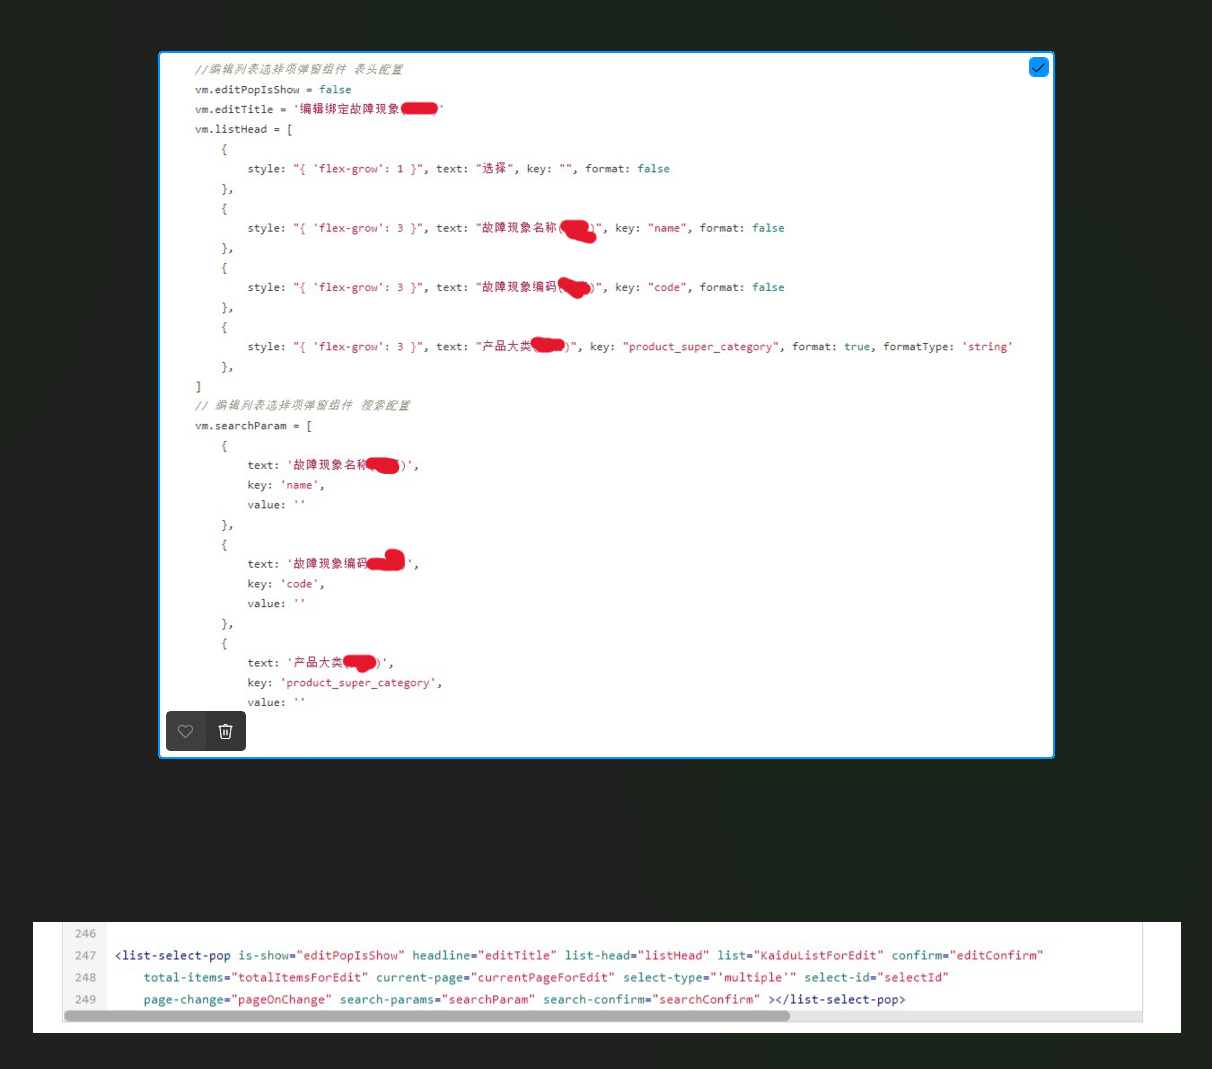 //编辑列表选择项弹窗组件 表头配置
vm.editPopIsShow = false
vm.editTitle = '编辑绑定故障现象'
vm.listHead = [
{
style: "{ 'flex-grow': 1 }", text: "选择", key: "", format: false
},
{
style: "{ 'flex-grow': 3 }", text: "故障现象名称()", key: "name", format: false
},
{
style: "{ 'flex-grow': 3 }", text: "故障现象编码()", key: "code", format: false
},
{
style: "{ 'flex-grow': 3 }", text: "产品大类)", key: "product_super_category", format: true, formatType: 'string'
},
]
// 编辑列表选择项弹窗组件 搜索配置
vm.searchParam = [
{
text: '故障现象名称()',
key: 'name',
value: ''
},
{
text: '故障现象编码',
key: 'code',
value: ''
},
{
text: '产品大类()',
key: 'product_super_category',
value: ''
246
247 <list-select-pop is-show="editPopIsShow" headline="editTitle" list-head="listHead" list="KaiduListForEdit" confirm="editConfirm"
248 total-items="totalItemsForEdit" current-page="currentPageForEdit" select-type="'multiple'" select-id="selectId"
249 page-change="pageOnChange" search-params="searchParam" search-confirm="searchConfirm" ></list-select-pop>